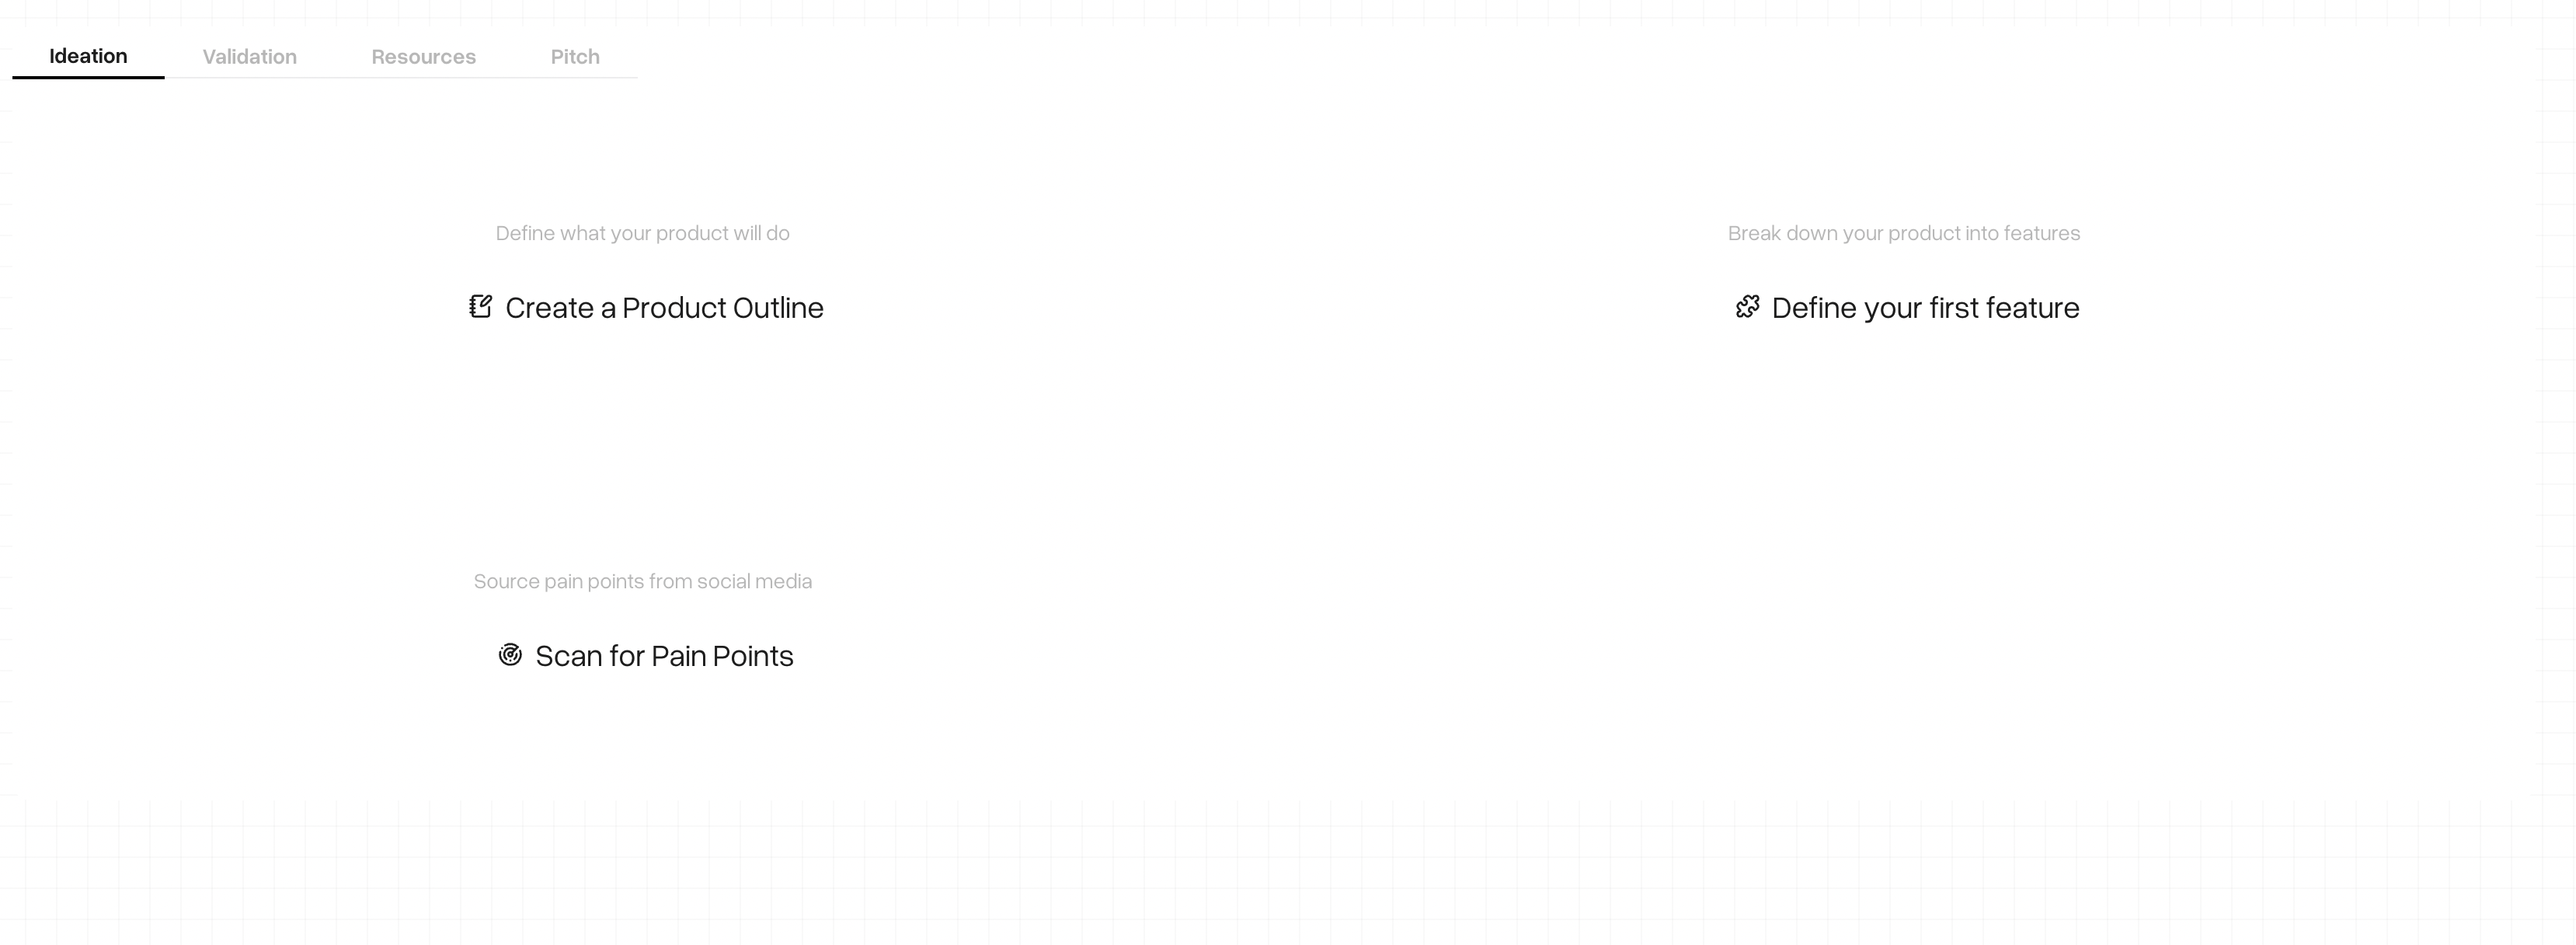 Ideation
Validation
Resources
Pitch
Define what your product will do
Create a Product Outline
Break down your product into features
Define your first feature
Source pain points from social media
Scan for Pain Points